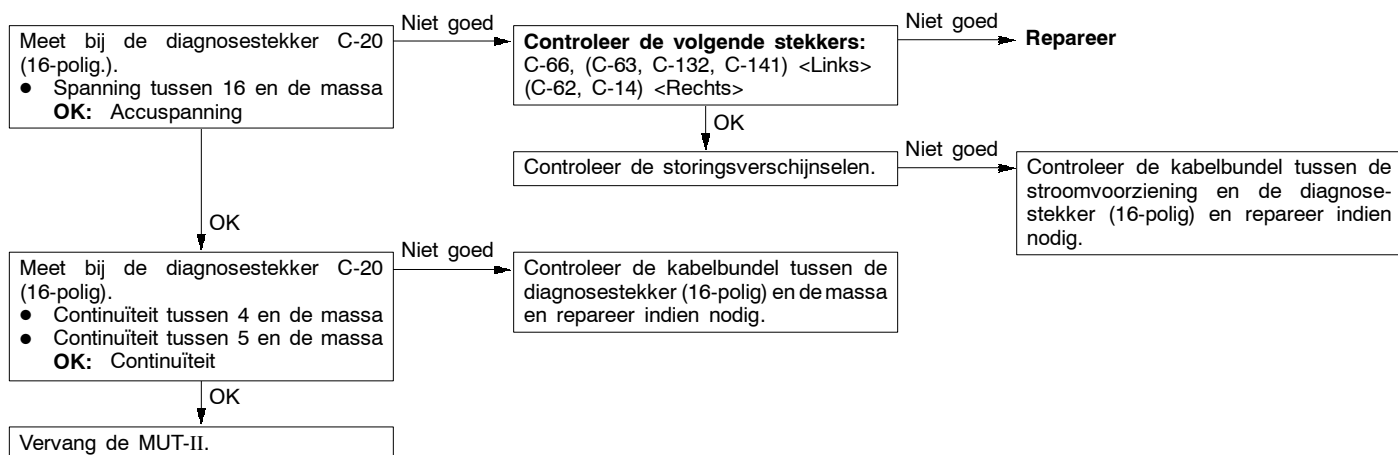 Meet bij de diagnosestekker C-20
(16-polig.).
● Spanning tussen 16 en de massa
OK: Accuspanning
Niet goed
Controleer de volgende stekkers:
C-66, (C-63, C-132, C-141) <Links>
(C-62, C-14) <Rechts>
Niet goed
Repareer
OK
Controleer de storingsverschijnselen.
Niet goed
Controleer de kabelbundel tussen de
stroomvoorziening en de diagnose-
stekker (16-polig) en repareer indien
nodig.
OK
Meet bij de diagnosestekker C-20
(16-polig).
● Continuïteit tussen 4 en de massa
● Continuïteit tussen 5 en de massa
OK: Continuïteit
Niet goed
Controleer de kabelbundel tussen de
diagnosestekker (16-polig) en de massa
en repareer indien nodig.
OK
Vervang de MUT-II.